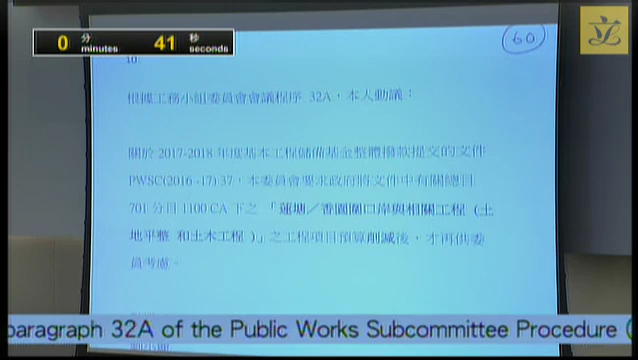 0 分 minutes 41 秒 seconds
立
60
10
根據工務小組委員會會議程序 32A，本人動議：
關於 2017-2018 年度基本工程儲備基金整體撥款提交的文件
PWSC(2016 -17) 37，本委員會要求政府將文件中有關總目
701 分目 1100 CA 下之「蓮塘／香園圍口岸與相關工程 (土
地平整 和土木工程 )」之工程項目預算削減後，才再供委
員考慮。
paragraph 32A of the Public Works Subcommittee Procedure (